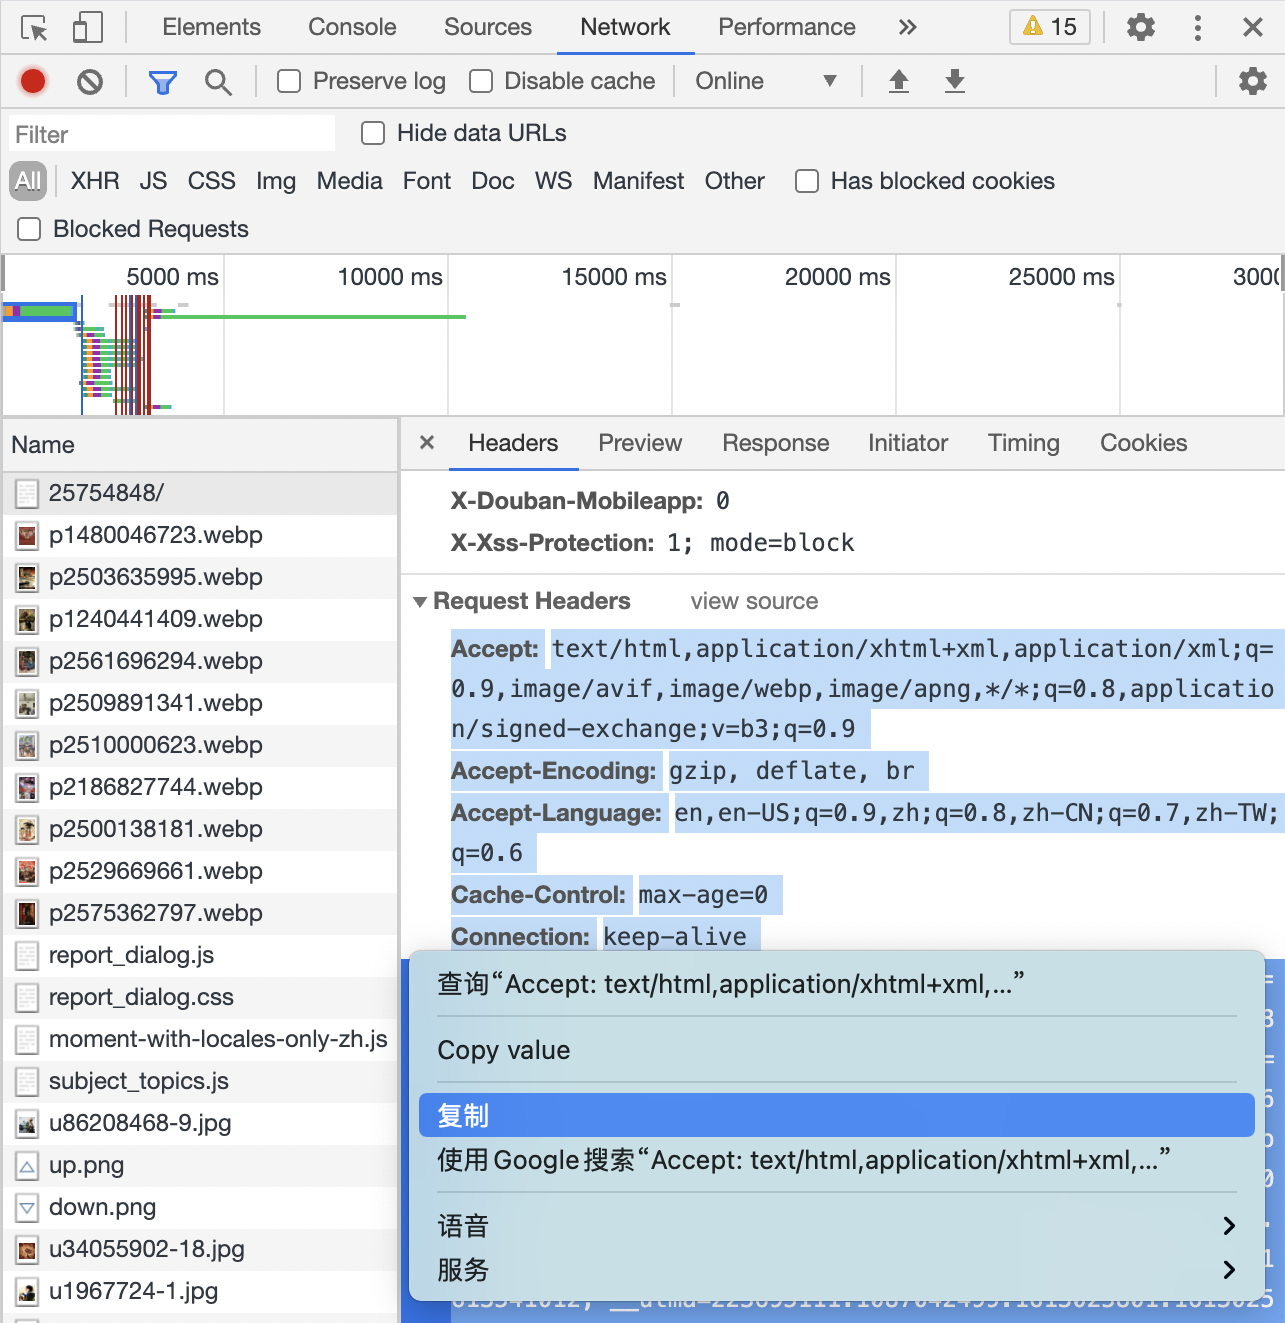 Elements Console Sources Network Performance 15
Preserve log Disable cache Online
Filter Hide data URLs
All XHR JS CSS Img Media Font Doc WS Manifest Other Has blocked cookies
Blocked Requests
5000 ms 10000 ms 15000 ms 20000 ms 25000 ms
Name
25754848/
p1480046723.webp
p2503635995.webp
p1240441409.webp
p2561696294.webp
p2509891341.webp
p2510000623.webp
p2186827744.webp
p2500138181.webp
p2529669661.webp
p2575362797.webp
report_dialog.js
report_dialog.css
moment-with-locales-only-zh.js
subject_topics.js
u86208468-9.jpg
up.png
down.png
u34055902-18.jpg
u1967724-1.jpg
Headers Preview Response Initiator Timing Cookies
X-Douban-Mobileapp: 0
X-Xss-Protection: 1; mode=block
Request Headers view source
Accept: text/html,application/xhtml+xml,application/xml;q=
0.9,image/avif,image/webp,image/apng,*/*;q=0.8,applicatio
n/signed-exchange;v=b3;q=0.9
Accept-Encoding: gzip, deflate, br
Accept-Language: en,en-US;q=0.9,zh;q=0.8,zh-CN;q=0.7,zh-TW;
q=0.6
Cache-Control: max-age=0
Connection: keep-alive
查询“Accept: text/html,application/xhtml+xml,...”
Copy value
复制
使用Google搜索“Accept: text/html,application/xhtml+xml,...”
语音
服务